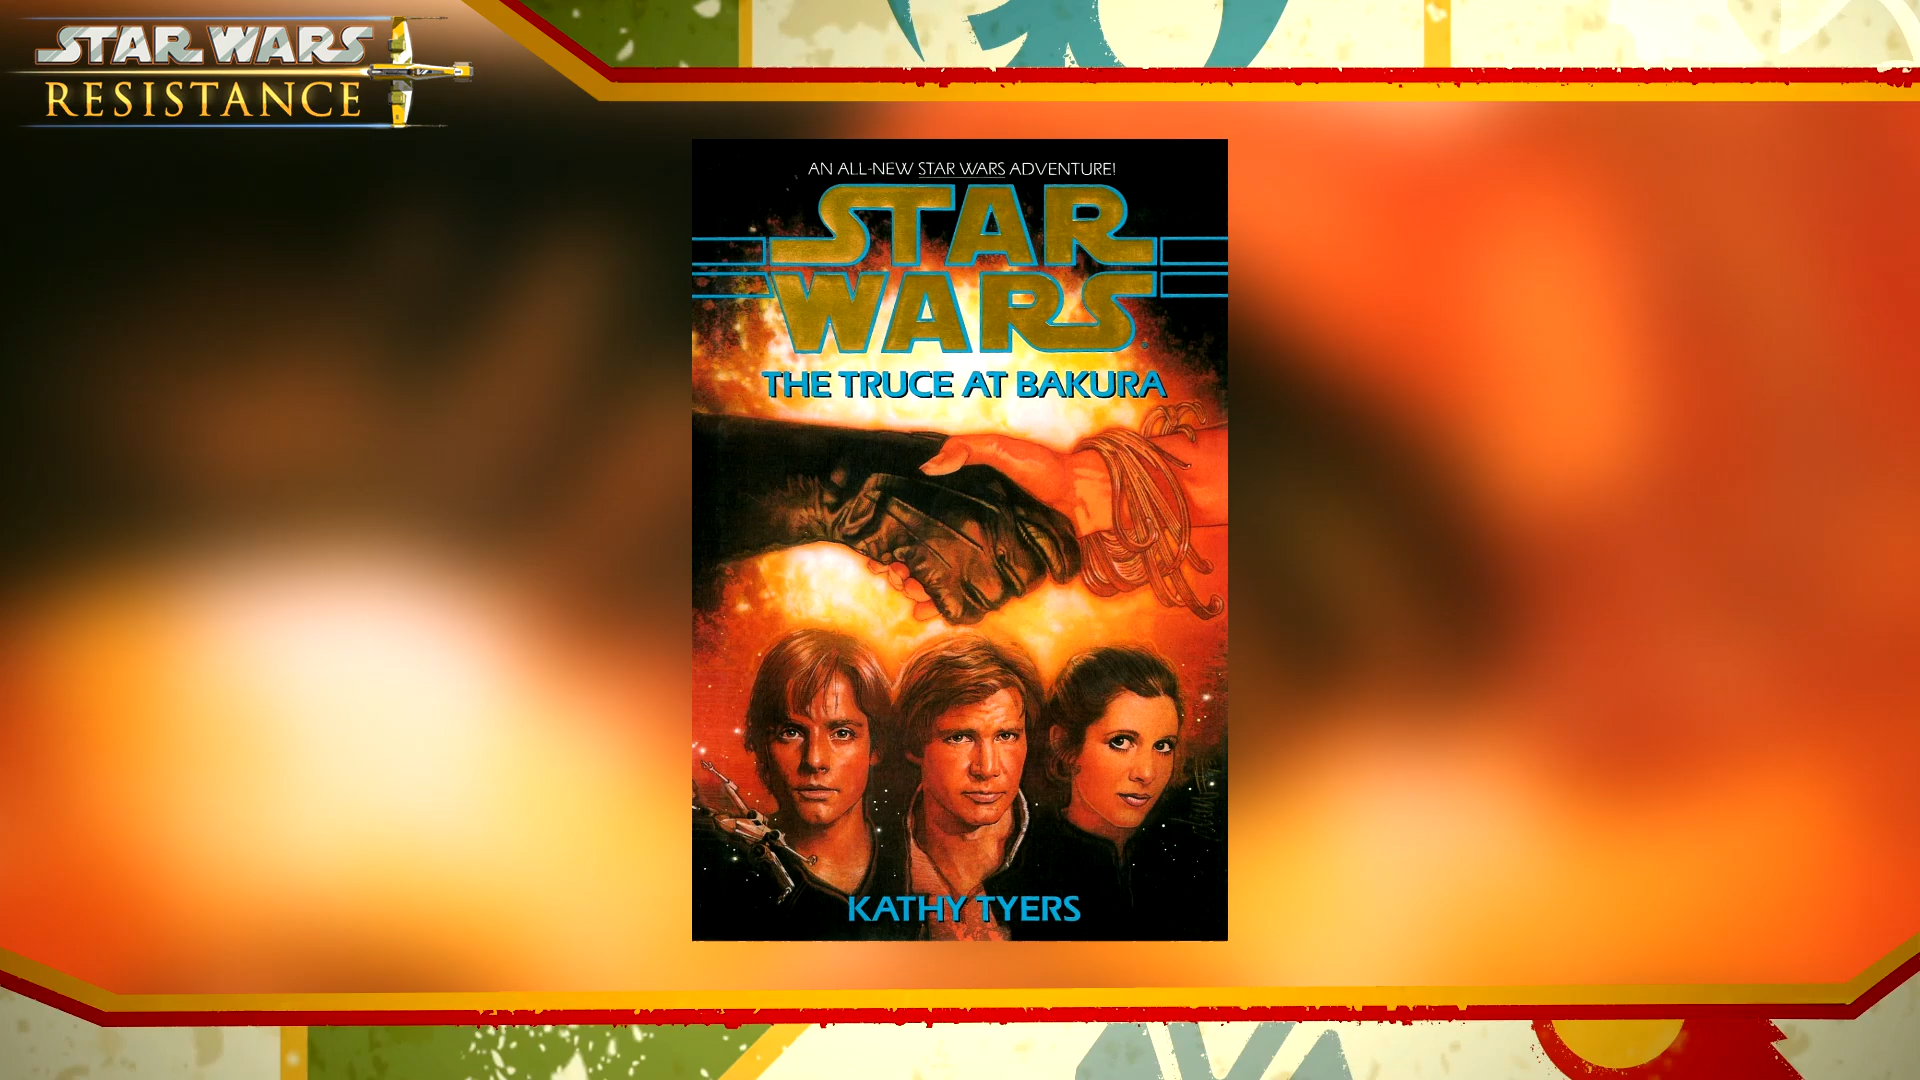 STAR WARS
RESISTANCE
AN ALL-NEW STAR WARS ADVENTURE!
STAR
WARS
THE TRUCE AT BAKURA
KATHY TYERS